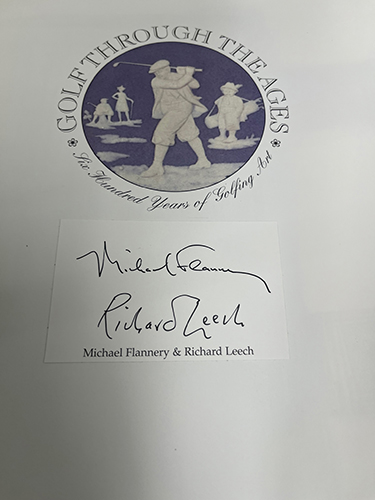 GOLF THROUGH THE AGES
Six Hundred Years of Golfing Art
Michael Flannery
Richard Leech
Michael Flannery & Richard Leech